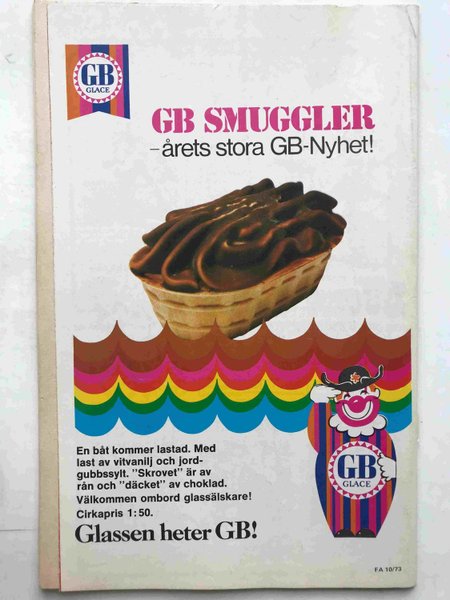 GB
GLACE
GB SMUGGLER
–årets stora GB-Nyhet!
En båt kommer lastad. Med
last av vitvanilj och jord-
gubbssylt. "Skrovet" är av
rån och "däcket" av choklad.
Välkommen ombord glassälskare!
Cirkapris 1:50.
Glassen heter GB!
GB
GLACE
FA 10/73